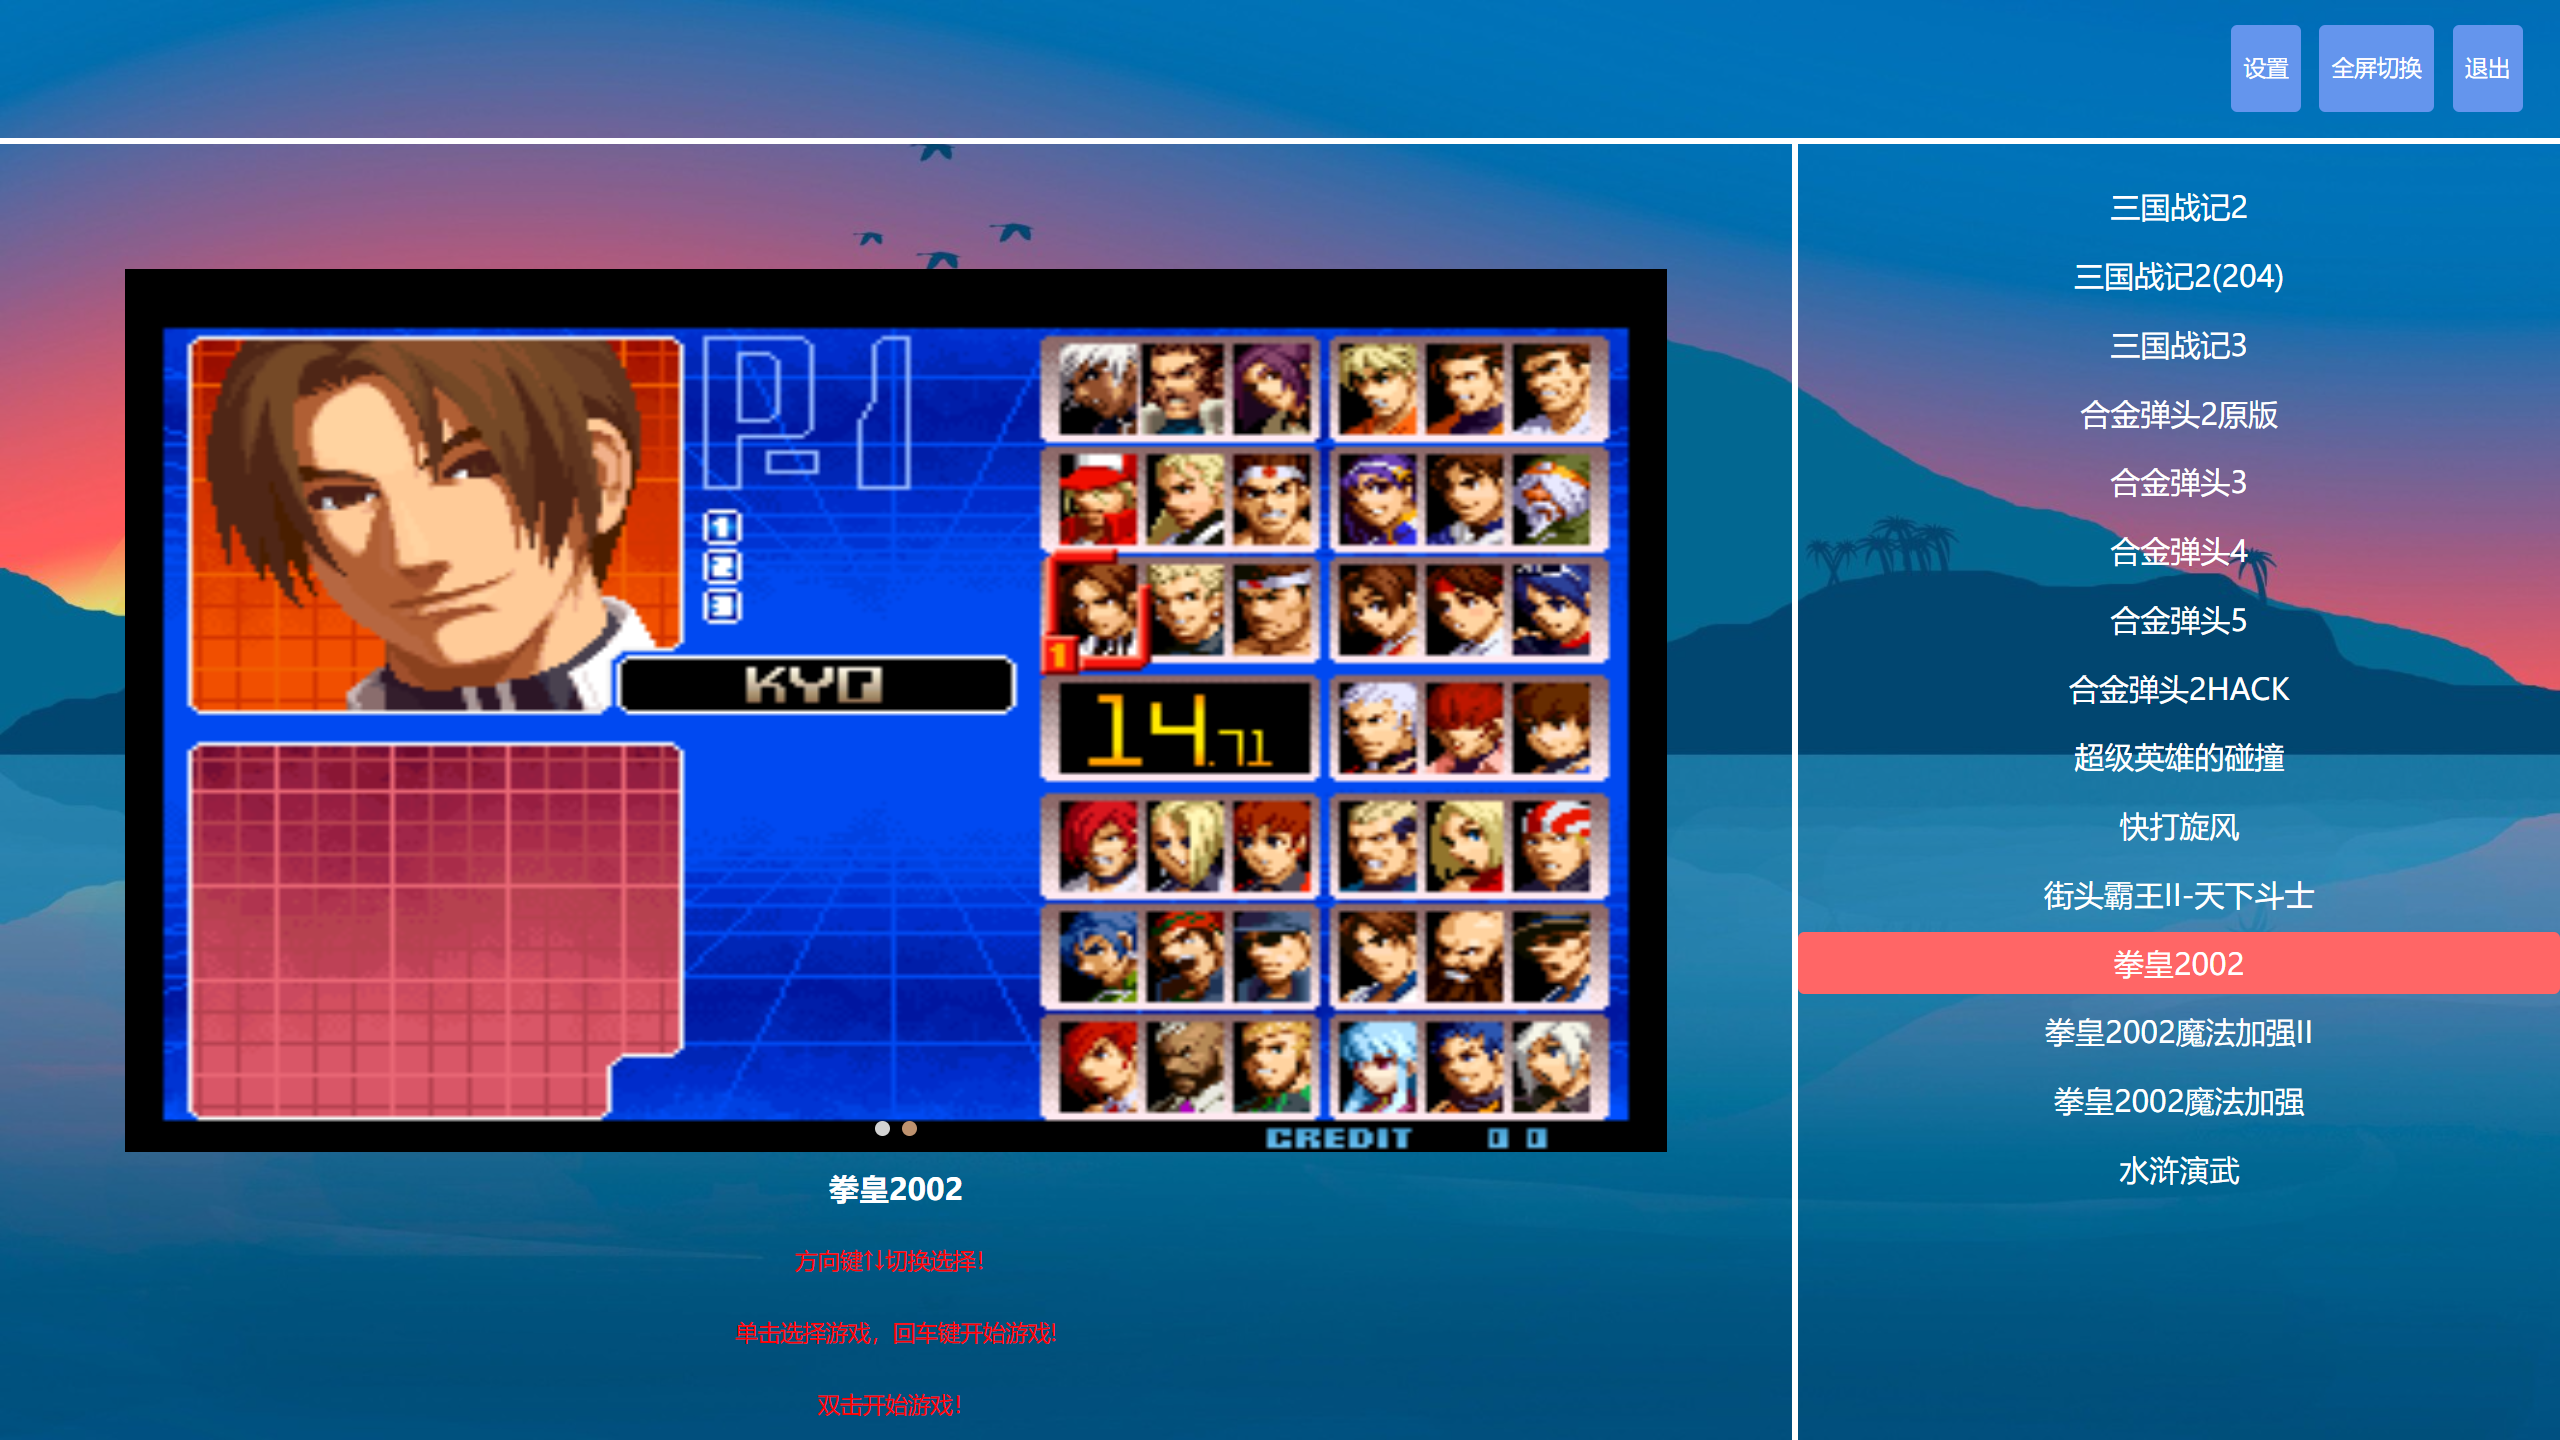 设置 全屏切换 退出
P1
1
2
3
KYO
1
14.71
CREDIT 00
拳皇2002
方向键⇅切换选择！
单击选择游戏，回车键开始游戏!
双击开始游戏！
三国战记2
三国战记2(204)
三国战记3
合金弹头2原版
合金弹头3
合金弹头4
合金弹头5
合金弹头2HACK
超级英雄的碰撞
快打旋风
街头霸王II-天下斗士
拳皇2002
拳皇2002魔法加强II
拳皇2002魔法加强
水浒演武